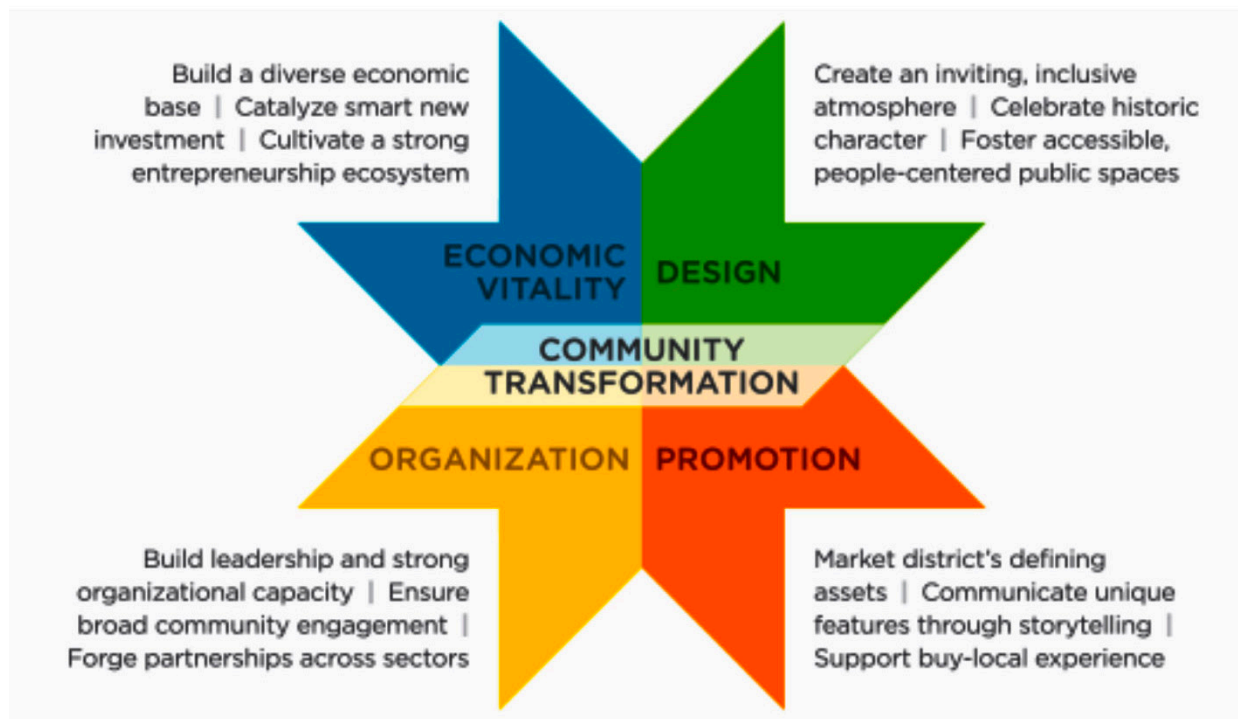 Build a diverse economic
base | Catalyze smart new
investment | Cultivate a strong
entrepreneurship ecosystem
Create an inviting, inclusive
atmosphere | Celebrate historic
character | Foster accessible,
people-centered public spaces
ECONOMIC
VITALITY
DESIGN
COMMUNITY
TRANSFORMATION
ORGANIZATION
PROMOTION
Build leadership and strong
organizational capacity | Ensure
broad community engagement |
Forge partnerships across sectors
Market district's defining
assets | Communicate unique
features through storytelling |
Support buy-local experience